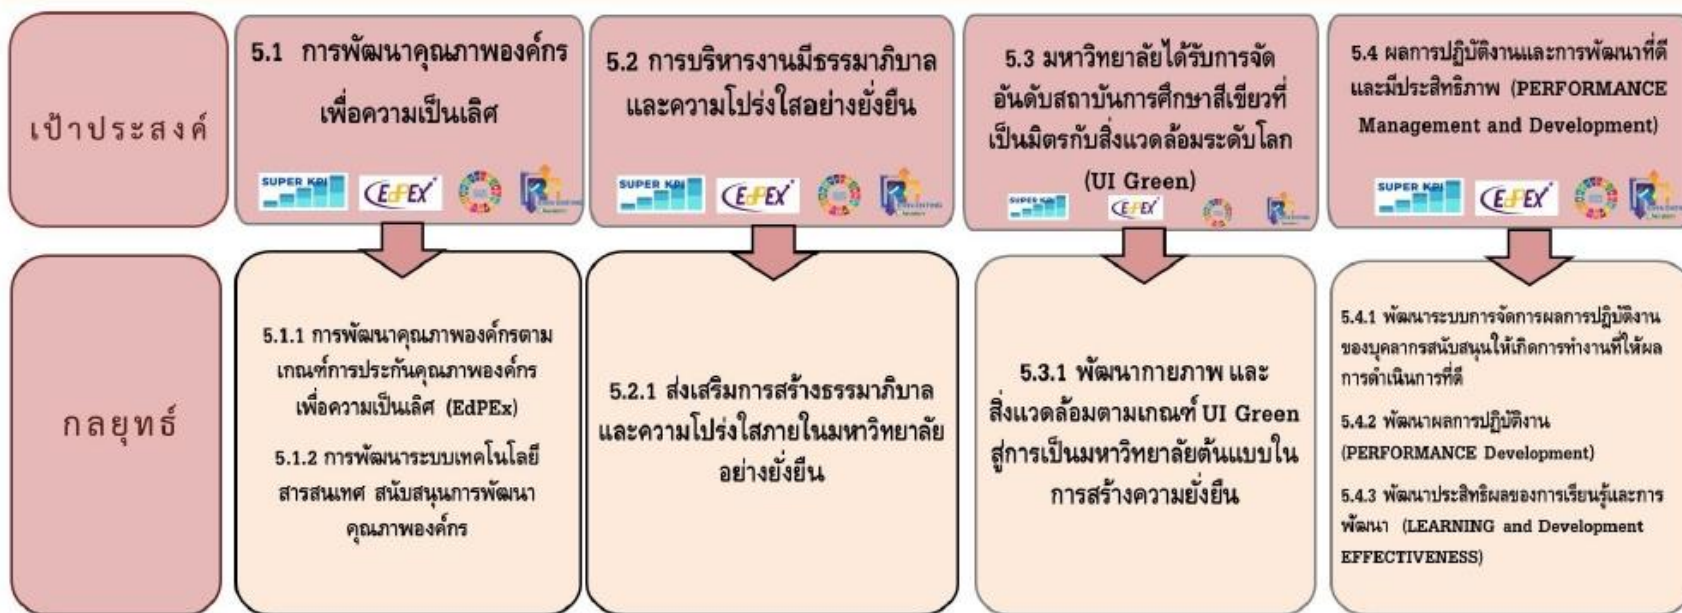 เป้าประสงค์
5.1 การพัฒนาคุณภาพองค์กร
เพื่อความเป็นเลิศ
SUPER KPI
EdPEX
5.2 การบริหารงานมีธรรมาภิบาล
และความโปร่งใสอย่างยั่งยืน
SUPER KPI
EdPEX
5.3 มหาวิทยาลัยได้รับการจัด
อันดับสถาบันการศึกษาสีเขียวที่
เป็นมิตรกับสิ่งแวดล้อมระดับโลก
(UI Green)
SUPER KPI
EdPEX
5.4 ผลการปฏิบัติงานและการพัฒนาที่ดี
และมีประสิทธิภาพ (PERFORMANCE
Management and Development)
SUPER KPI
EdPEX
กลยุทธ์
5.1.1 การพัฒนาคุณภาพองค์กรตาม
เกณฑ์การประกันคุณภาพองค์กร
เพื่อความเป็นเลิศ (EdPEx)
5.1.2 การพัฒนาระบบเทคโนโลยี
สารสนเทศ สนับสนุนการพัฒนา
คุณภาพองค์กร
5.2.1 ส่งเสริมการสร้างธรรมาภิบาล
และความโปร่งใสภายในมหาวิทยาลัย
อย่างยั่งยืน
5.3.1 พัฒนากายภาพ และ
สิ่งแวดล้อมตามเกณฑ์ UI Green
สู่การเป็นมหาวิทยาลัยต้นแบบใน
การสร้างความยั่งยืน
5.4.1 พัฒนาระบบการจัดการผลการปฏิบัติงาน
ของบุคลากรสนับสนุนให้เกิดการทำงานที่ให้ผล
การดำเนินการที่ดี
5.4.2 พัฒนาผลการปฏิบัติงาน
(PERFORMANCE Development)
5.4.3 พัฒนาประสิทธิผลของการเรียนรู้และการ
พัฒนา (LEARNING and Development
EFFECTIVENESS)